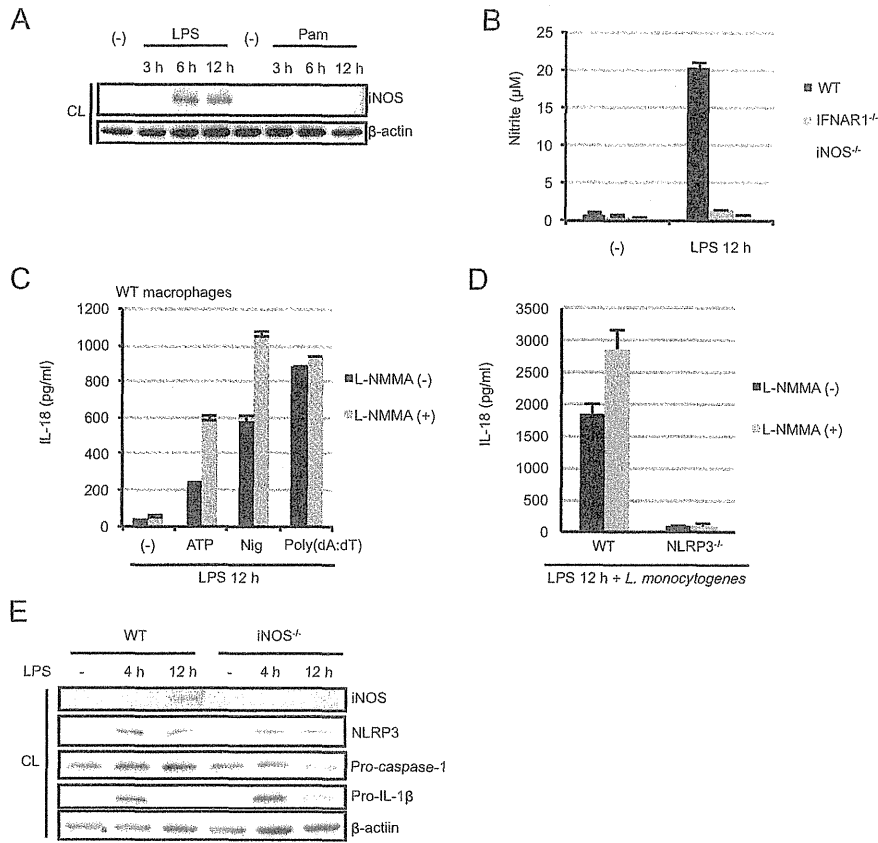 A
(-) LPS (-) Pam
3 h 6 h 12 h 3 h 6 h 12 h
CL
iNOS
β-actin
B
Nitrite (μM)
25
20
15
10
5
0
(-) LPS 12 h
WT
IFNAR1-/-
iNOS-/-
C
WT macrophages
IL-18 (pg/ml)
1200
1000
800
600
400
200
0
(-) ATP Nig Poly(dA:dT)
LPS 12 h
L-NMMA (-)
L-NMMA (+)
D
IL-18 (pg/ml)
3500
3000
2500
2000
1500
1000
500
0
WT NLRP3-/-
LPS 12 h + L. monocytogenes
L-NMMA (-)
L-NMMA (+)
E
WT iNOS-/-
LPS - 4 h 12 h - 4 h 12 h
CL
iNOS
NLRP3
Pro-caspase-1
Pro-IL-1β
β-actiin